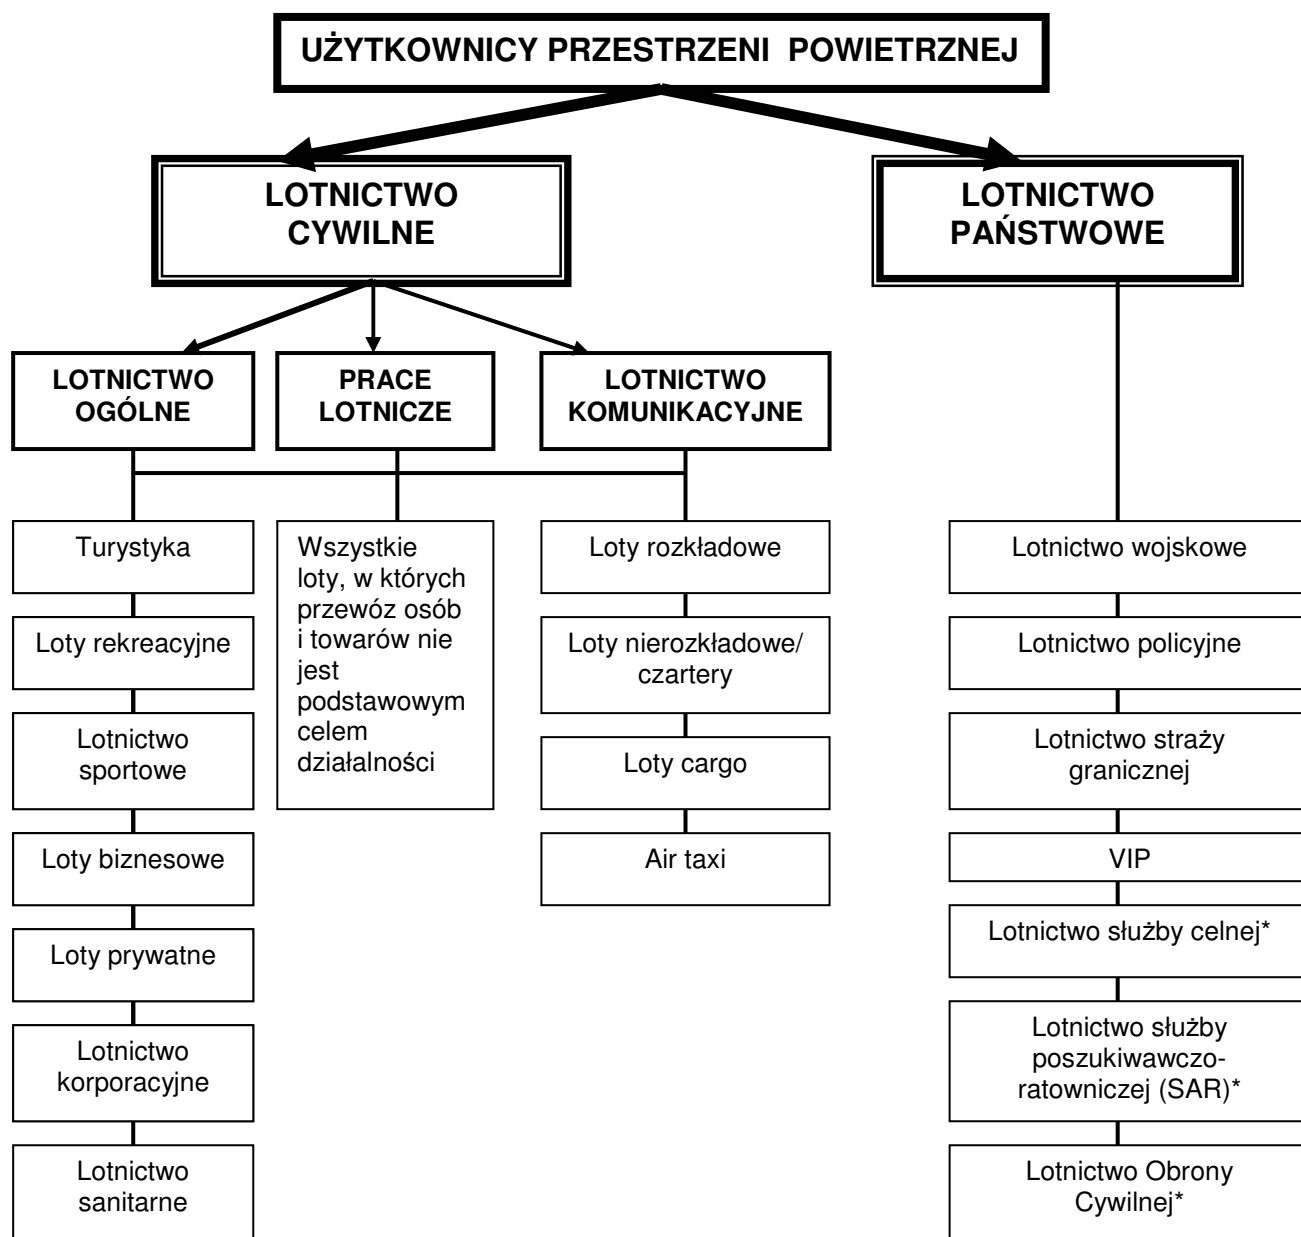 UŻYTKOWNICY PRZESTRZENI POWIETRZNEJ
LOTNICTWO
CYWILNE
LOTNICTWO
PAŃSTWOWE
LOTNICTWO
OGÓLNE
PRACE
LOTNICZE
LOTNICTWO
KOMUNIKACYJNE
Turystyka
Loty rekreacyjne
Lotnictwo
sportowe
Loty biznesowe
Loty prywatne
Lotnictwo
korporacyjne
Lotnictwo
sanitarne
Wszystkie
loty, w których
przewóz osób
i towarów nie
jest
podstawowym
celem
działalności
Loty rozkładowe
Loty nierozkładowe/
czartery
Loty cargo
Air taxi
Lotnictwo wojskowe
Lotnictwo policyjne
Lotnictwo straży
granicznej
VIP
Lotnictwo służby celnej*
Lotnictwo służby
poszukiwawczo-
ratowniczej (SAR)*
Lotnictwo Obrony
Cywilnej*